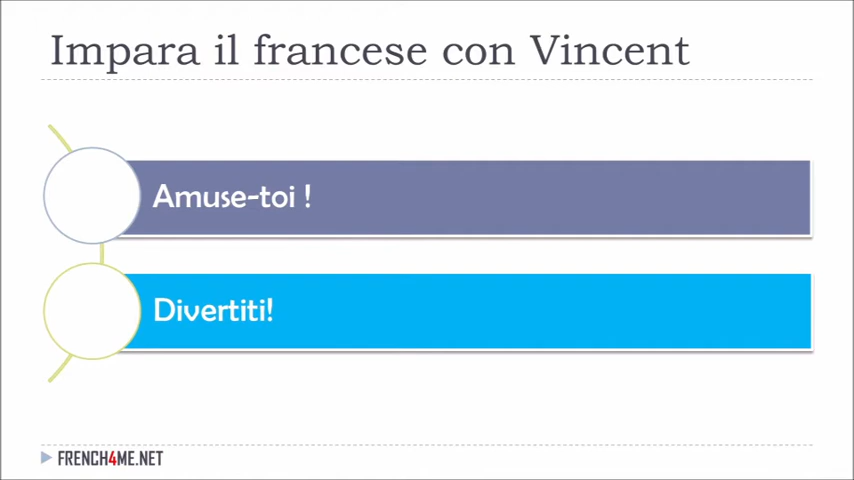 Impara il francese con Vincent
Amuse-toi !
Divertiti!
FRENCH4ME.NET